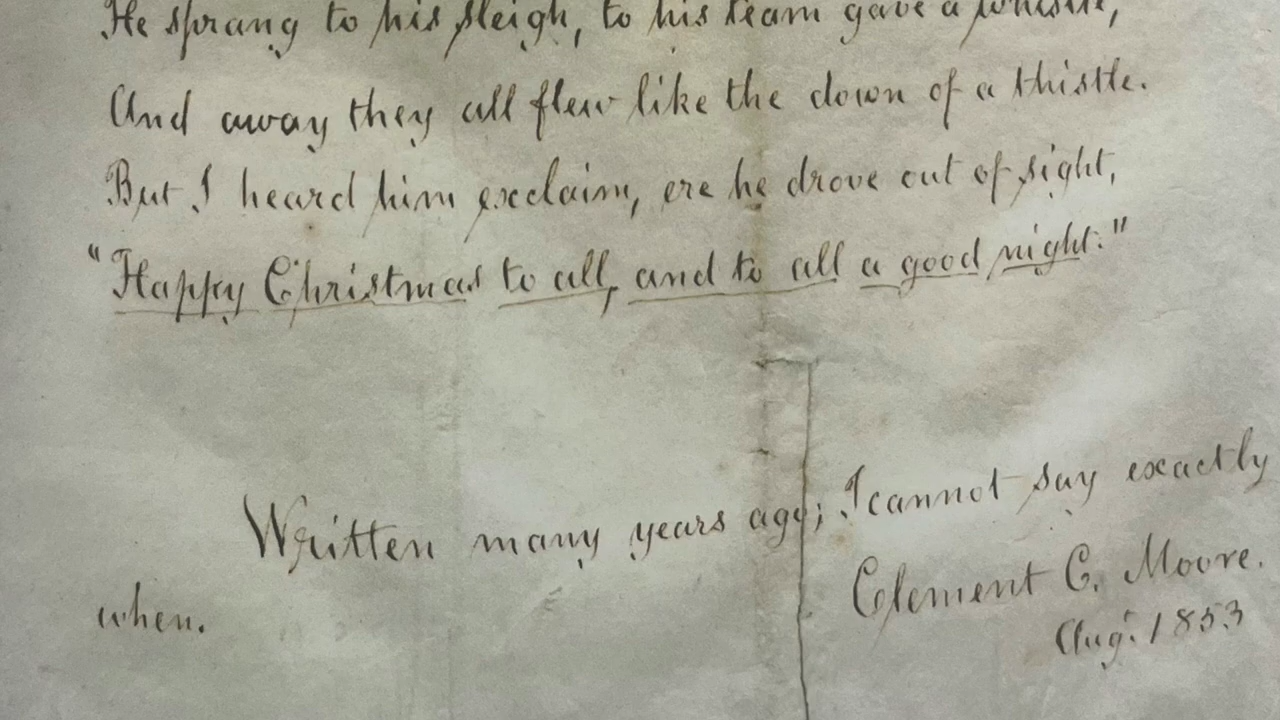 He sprang to his sleigh, to his team gave a whistle,
And away they all flew like the down of a thistle.
But I heard him exclaim, ere he drove out of sight,
"Happy Christmas to all, and to all a good night."
Written many years ago; I cannot say exactly
when.
Clement C. Moore.
Augt. 1853